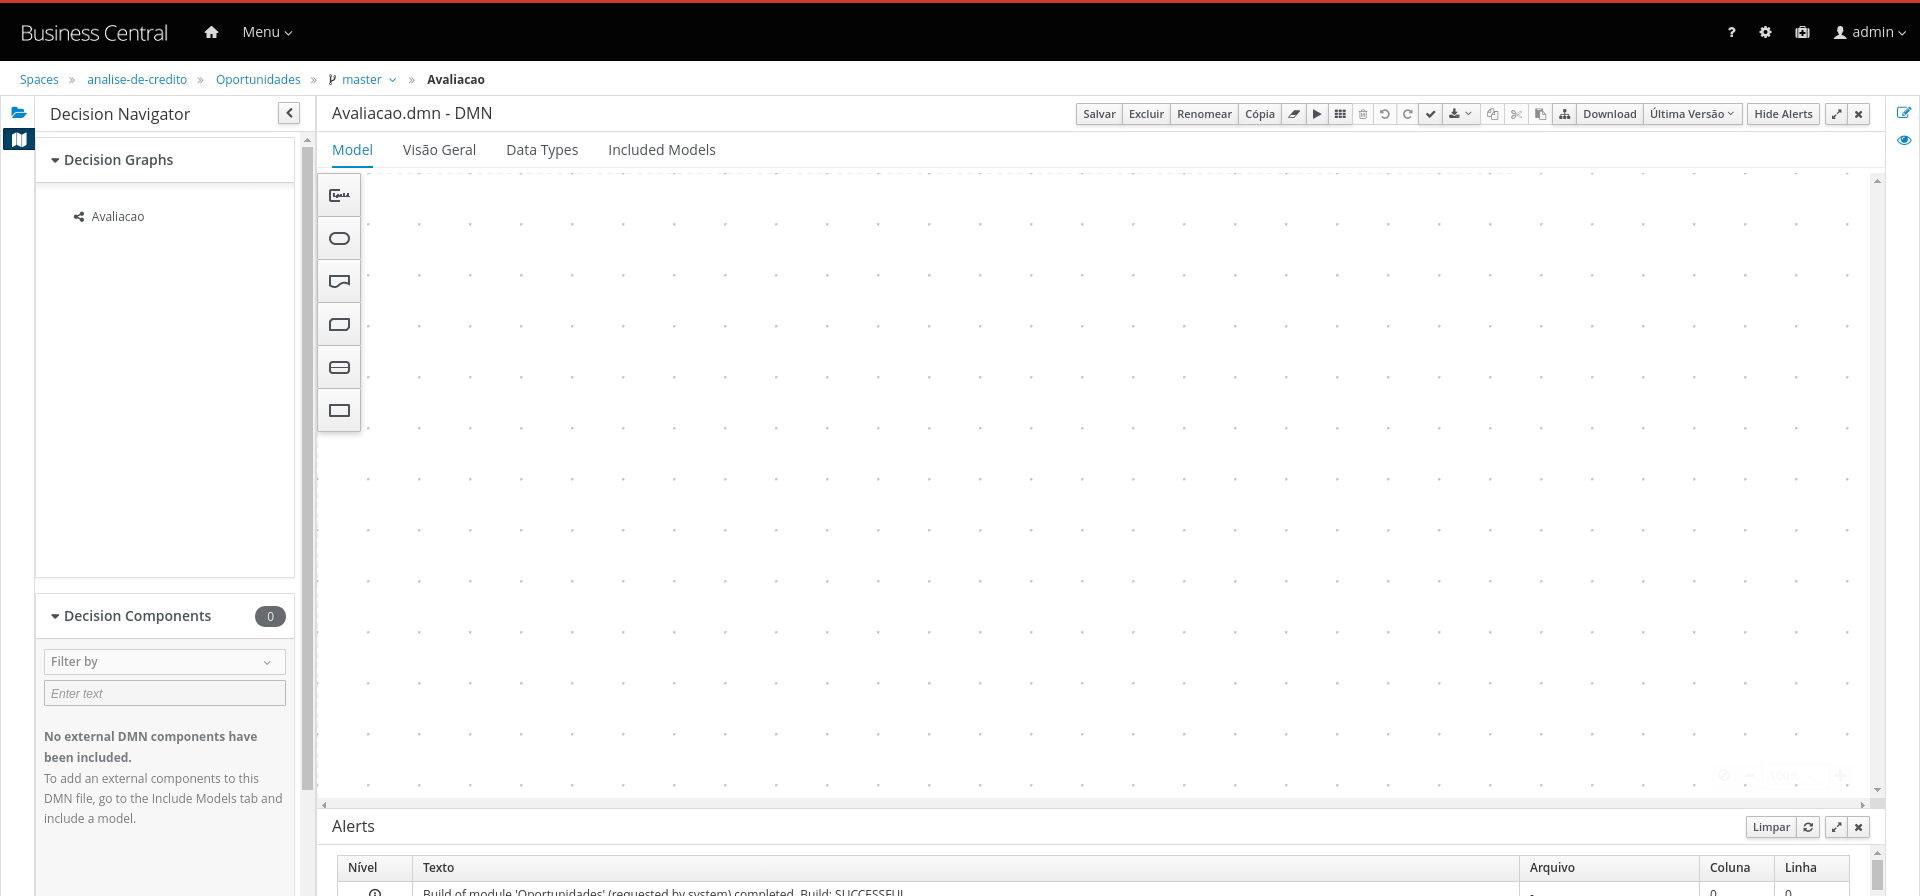 Business Central
Menu
?
admin
Spaces » analise-de-credito » Oportunidades » master » Avaliacao
Decision Navigator
Avaliacao.dmn - DMN
Salvar Excluir Renomear Cópia Download Última Versão Hide Alerts
Model Visão Geral Data Types Included Models
Decision Graphs
Avaliacao
Decision Components 0
Filter by
Enter text
No external DMN components have
been included.
To add an external components to this
DMN file, go to the Include Models tab and
include a model.
100%
Alerts
Limpar
Nível Texto Arquivo Coluna Linha
Build of module 'Oportunidades' (requested by system) completed. Build: SUCCESSFUL - 0 0